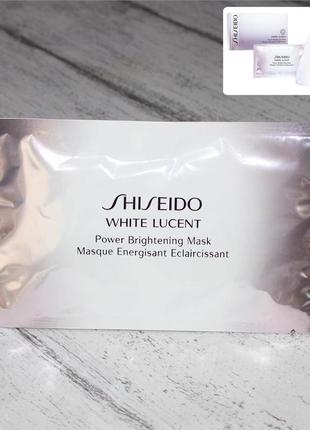 SHISEIDO
WHITE LUCENT
Power Brightening Mask
Masque Energisant Eclaircissant